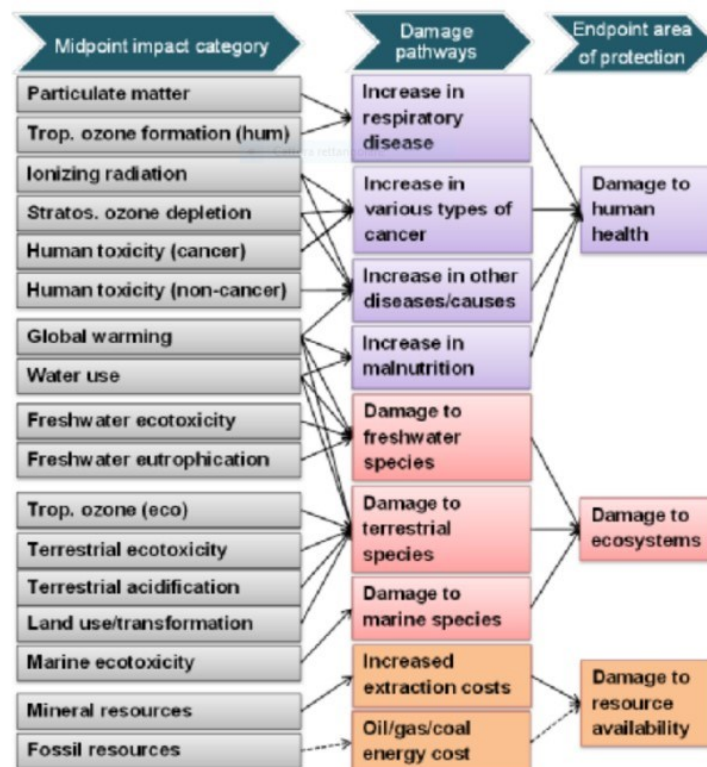 Midpoint impact category
Damage
pathways
Endpoint area
of protection
Particulate matter
Trop. ozone formation (hum)
Ionizing radiation
Stratos. ozone depletion
Human toxicity (cancer)
Human toxicity (non-cancer)
Global warming
Water use
Freshwater ecotoxicity
Freshwater eutrophication
Trop. ozone (eco)
Terrestrial ecotoxicity
Terrestrial acidification
Land use/transformation
Marine ecotoxicity
Mineral resources
Fossil resources
Increase in
respiratory
disease
Increase in
various types of
cancer
Increase in other
diseases/causes
Increase in
malnutrition
Damage to
freshwater
species
Damage to
terrestrial
species
Damage to
marine species
Increased
extraction costs
Oil/gas/coal
energy cost
Damage to
human
health
Damage to
ecosystems
Damage to
resource
availability